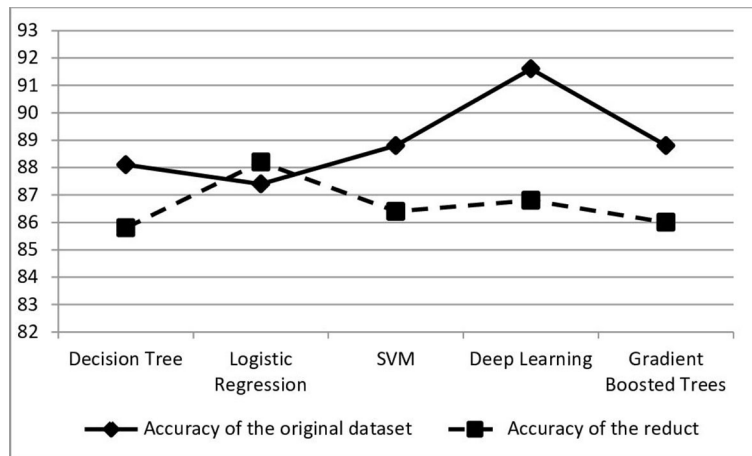 93
92
91
90
89
88
87
86
85
84
83
82
Decision Tree
Logistic
Regression
SVM
Deep Learning
Gradient
Boosted Trees
Accuracy of the original dataset
Accuracy of the reduct